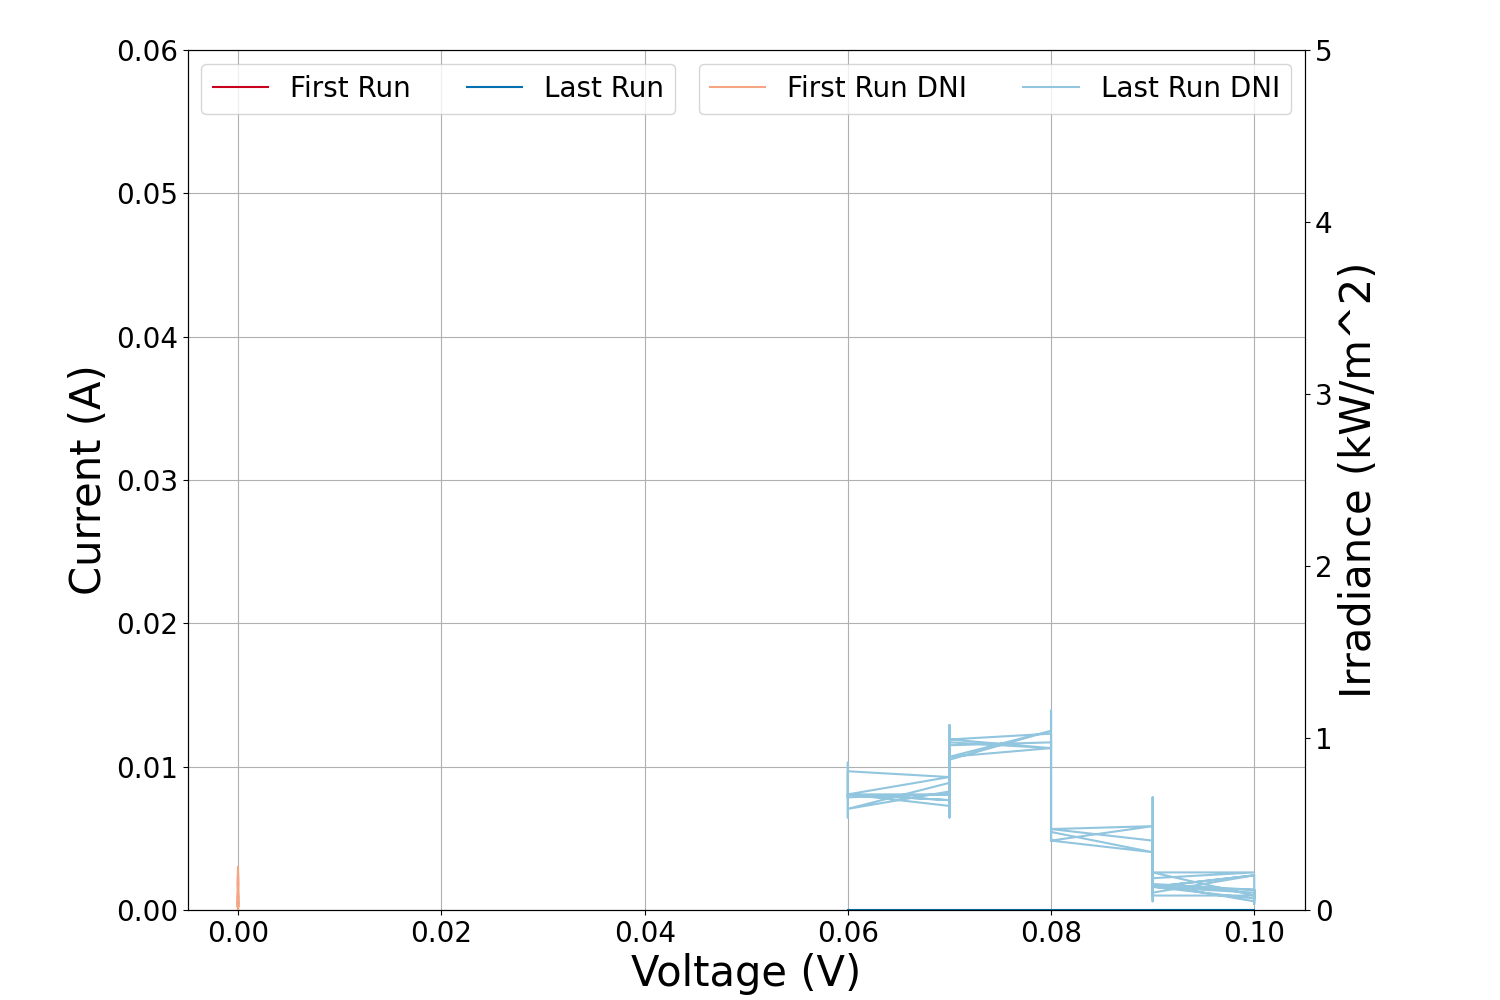 First Run
Last Run
First Run DNI
Last Run DNI
0.06
0.05
0.04
0.03
0.02
0.01
0.00
Current (A)
5
4
3
2
1
0
Irradiance (kW/m^2)
0.00 0.02 0.04 0.06 0.08 0.10
Voltage (V)